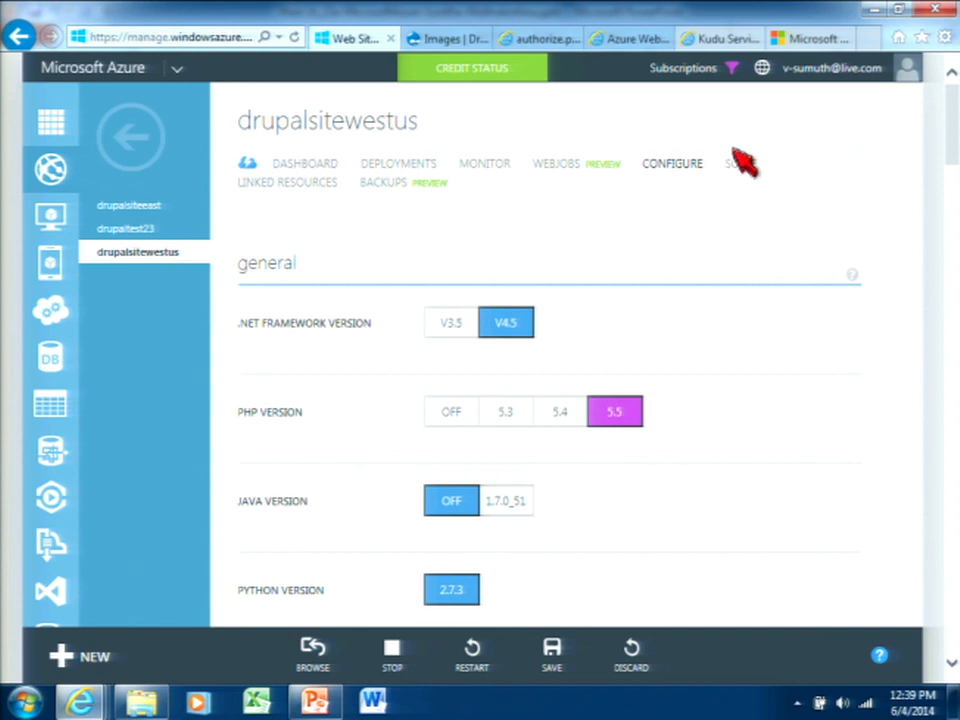 https://manage.windowsazure....
Web Sit...
Images | Dr...
authorize.p...
Azure Web...
Kudu Servi...
Microsoft ...
Microsoft Azure
CREDIT STATUS
Subscriptions
v-sumuth@live.com
drupalsitewestus
DASHBOARD
DEPLOYMENTS
MONITOR
WEBJOBS PREVIEW
CONFIGURE
LINKED RESOURCES
BACKUPS PREVIEW
drupalsiteeast
drupaltest23
drupalsitewestus
general
?
.NET FRAMEWORK VERSION
V3.5
V4.5
PHP VERSION
OFF
5.3
5.4
5.5
JAVA VERSION
OFF
1.7.0_51
PYTHON VERSION
2.7.3
DB
NEW
BROWSE
STOP
RESTART
SAVE
DISCARD
?
12:39 PM
6/4/2014